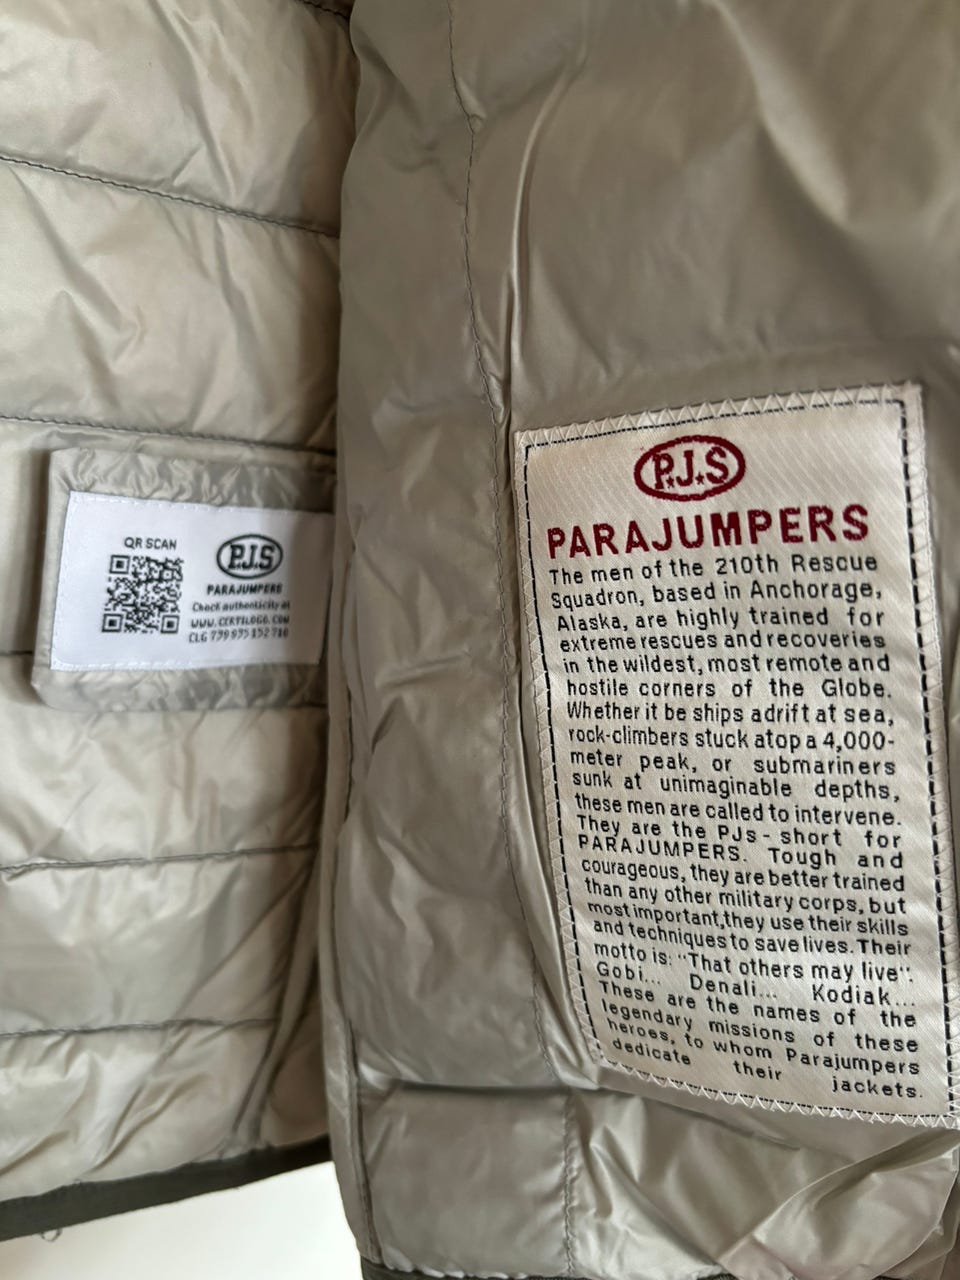 QR SCAN
P.J.S
PARAJUMPERS
Check authenticity at
WWW.CERTILOGO.COM
CLG 739 935 152 710
P.J.S
PARAJUMPERS
The men of the 210th Rescue
Squadron, based in Anchorage,
Alaska, are highly trained for
extreme rescues and recoveries
in the wildest, most remote and
hostile corners of the Globe.
Whether it be ships adrift at sea,
rock-climbers stuck atop a 4,000-
meter peak, or submariners
sunk at unimaginable depths,
these men are called to intervene.
They are the PJs - short for
PARAJUMPERS. Tough and
courageous, they are better trained
than any other military corps, but
most important,they use their skills
and techniques to save lives. Their
motto is: "That others may live".
Gobi... Denali... Kodiak...
These are the names of the
legendary missions of these
heroes, to whom Parajumpers
dedicate their jackets.